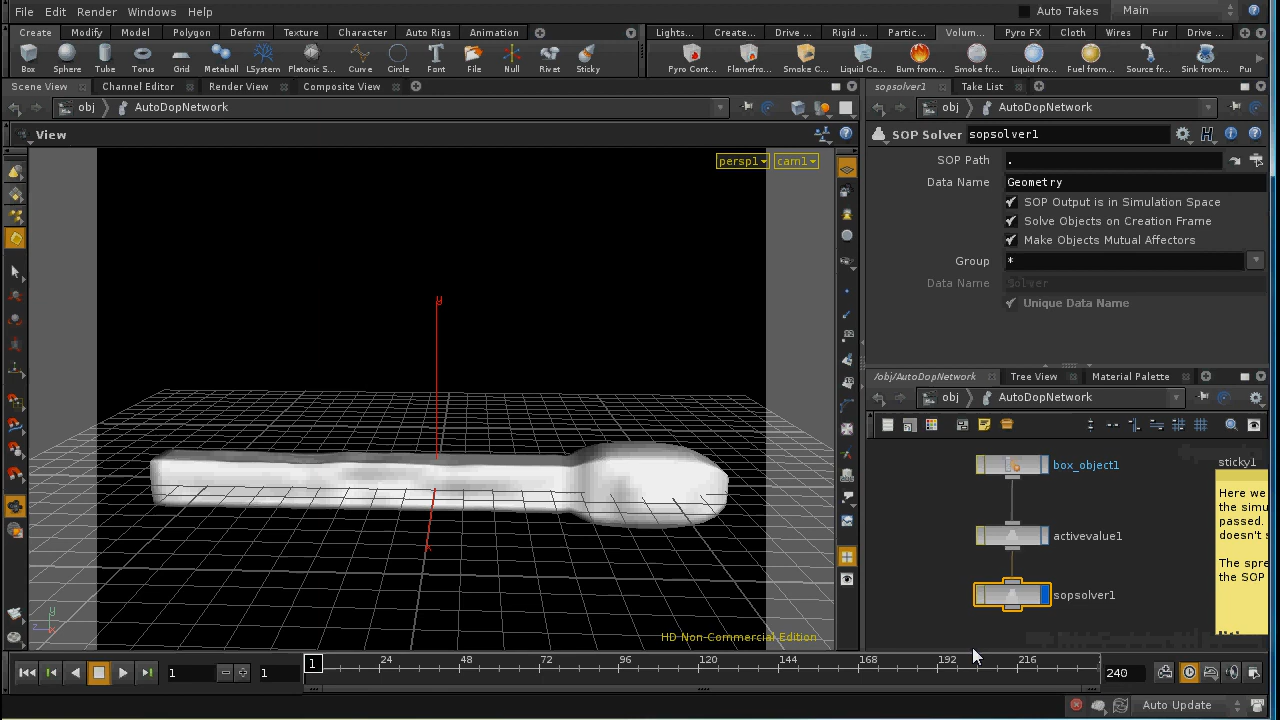 File Edit Render Windows Help
Auto Takes Main
Create Modify Model Polygon Deform Texture Character Auto Rigs Animation
Lights... Create... Drive ... Rigid ... Partic... Volum... Pyro FX Cloth Wires Fur Drive ...
Box Sphere Tube Torus Grid Metaball LSystem Platonic S... Curve Circle Font File Null Rivet Sticky
Pyro Cont... Flamefro... Smoke C... Liquid Co... Burn from... Smoke fr... Liquid fro... Fuel from... Source fr... Sink from... Pu
Scene View Channel Editor Render View Composite View
sopsolver1 Take List
obj AutoDopNetwork
obj AutoDopNetwork
View
SOP Solver sopsolver1
persp1 cam1
SOP Path .
Data Name Geometry
SOP Output is in Simulation Space
Solve Objects on Creation Frame
Make Objects Mutual Affectors
Group *
Data Name Solver
Unique Data Name
y
x
/obj/AutoDopNetwork Tree View Material Palette
obj AutoDopNetwork
box_object1
activevalue1
sopsolver1
sticky1
Here we
the simu
passed.
doesn't s
The spre
the SOP
y
z x
HD Non-Commercial Edition
1 24 48 72 96 120 144 168 192 216
1 1 240
Auto Update